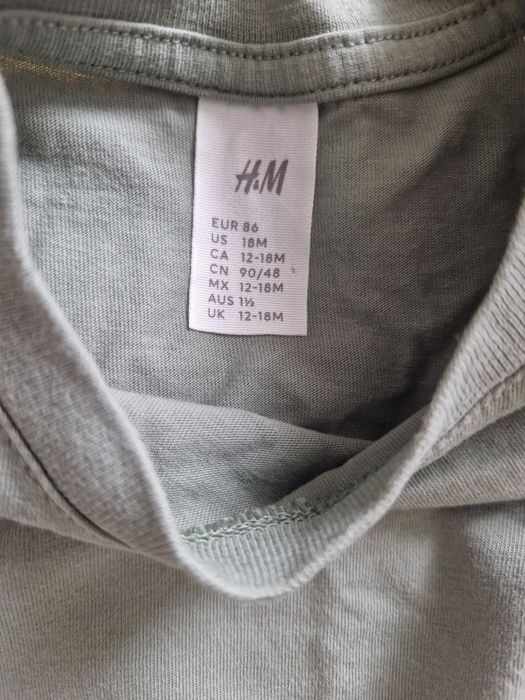 H&M
EUR 86
US 18M
CA 12-18M
CN 90/48
MX 12-18M
AUS 1½
UK 12-18M